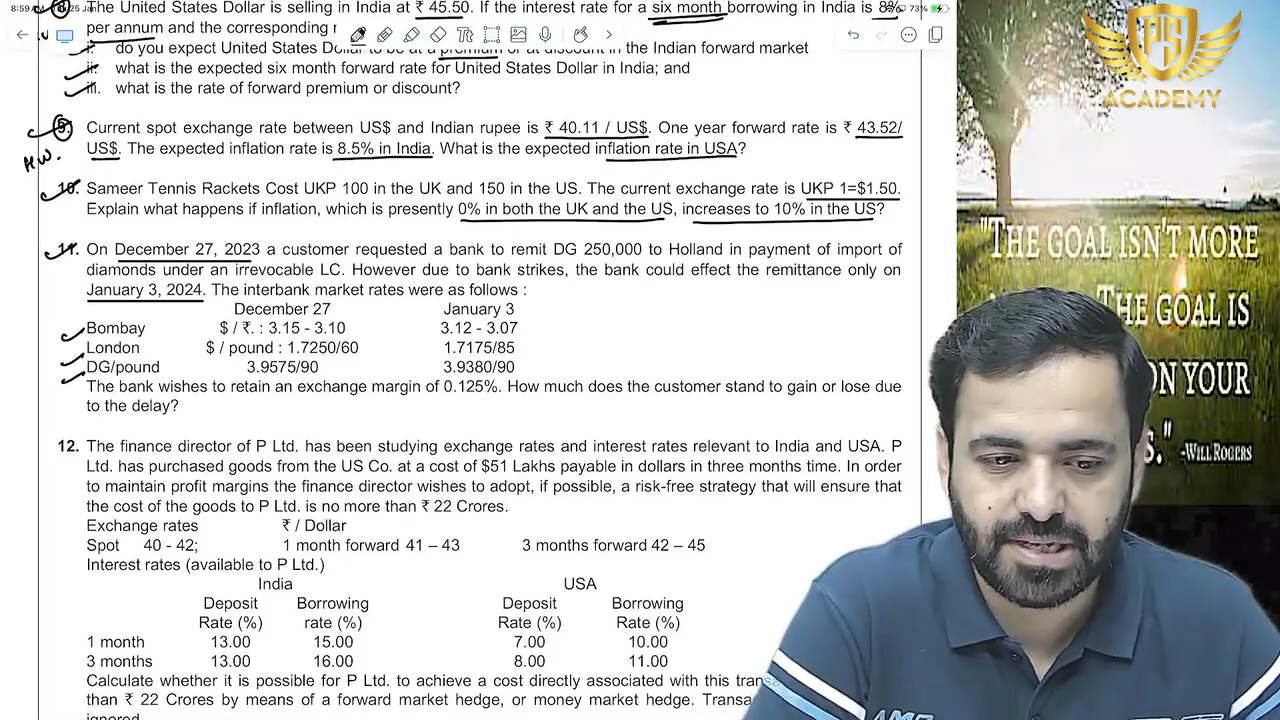 8:59
25 Ju
73%
The United States Dollar is selling in India at ₹ 45.50. If the interest rate for a six month borrowing in India is 8%
per annum and the corresponding
i. do you expect United States Dollar to be at a premium or at discount in the Indian forward market
ii. what is the expected six month forward rate for United States Dollar in India; and
iii. what is the rate of forward premium or discount?
Current spot exchange rate between US$ and Indian rupee is ₹ 40.11 / US$. One year forward rate is ₹ 43.52/
US$. The expected inflation rate is 8.5% in India. What is the expected inflation rate in USA?
H.W.
10. Sameer Tennis Rackets Cost UKP 100 in the UK and 150 in the US. The current exchange rate is UKP 1=$1.50.
Explain what happens if inflation, which is presently 0% in both the UK and the US, increases to 10% in the US?
11. On December 27, 2023 a customer requested a bank to remit DG 250,000 to Holland in payment of import of
diamonds under an irrevocable LC. However due to bank strikes, the bank could effect the remittance only on
January 3, 2024. The interbank market rates were as follows :
December 27 January 3
Bombay $ / ₹. : 3.15 - 3.10 3.12 - 3.07
London $ / pound : 1.7250/60 1.7175/85
DG/pound 3.9575/90 3.9380/90
The bank wishes to retain an exchange margin of 0.125%. How much does the customer stand to gain or lose due
to the delay?
12. The finance director of P Ltd. has been studying exchange rates and interest rates relevant to India and USA. P
Ltd. has purchased goods from the US Co. at a cost of $51 Lakhs payable in dollars in three months time. In order
to maintain profit margins the finance director wishes to adopt, if possible, a risk-free strategy that will ensure that
the cost of the goods to P Ltd. is no more than ₹ 22 Crores.
Exchange rates ₹ / Dollar
Spot 40 - 42; 1 month forward 41 – 43 3 months forward 42 – 45
Interest rates (available to P Ltd.)
India USA
Deposit Borrowing Deposit Borrowing
Rate (%) rate (%) Rate (%) Rate (%)
1 month 13.00 15.00 7.00 10.00
3 months 13.00 16.00 8.00 11.00
Calculate whether it is possible for P Ltd. to achieve a cost directly associated with this
than ₹ 22 Crores by means of a forward market hedge, or money market hedge.
ignored
PS
ACADEMY
"THE GOAL ISN'T MORE
THE GOAL IS
ON YOUR
." -WILL ROGERS